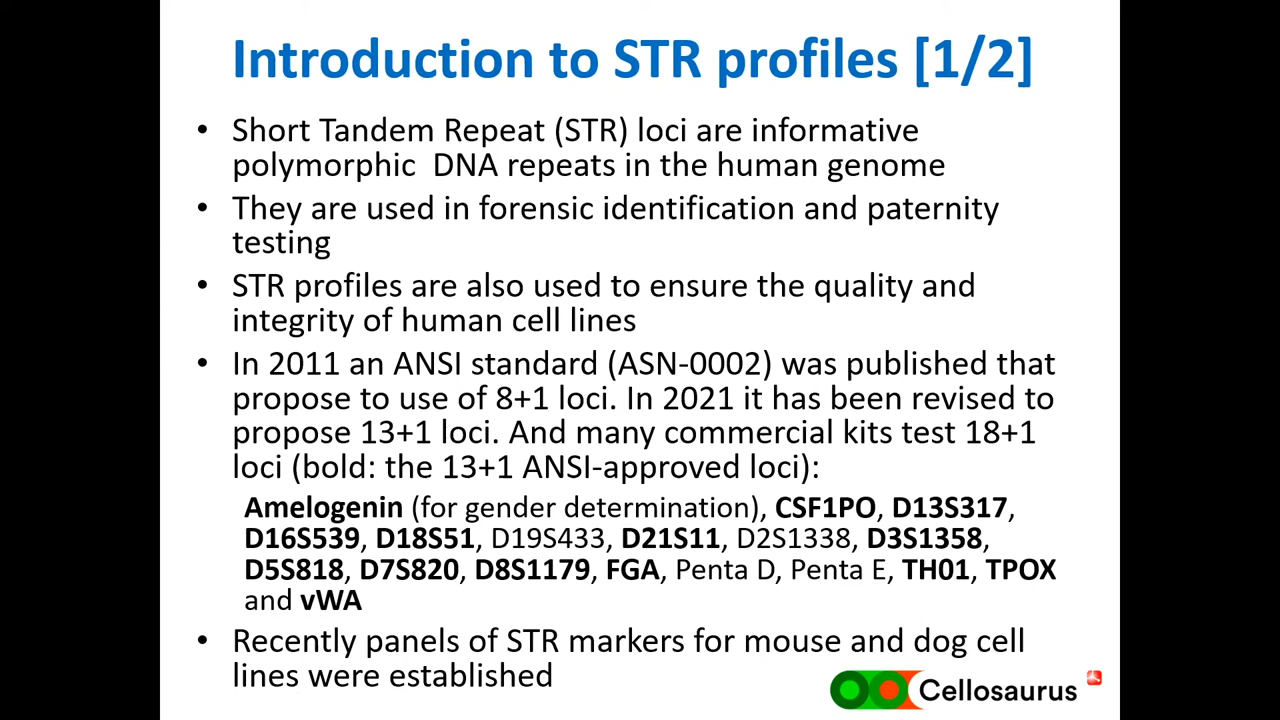 Introduction to STR profiles [1/2]
• Short Tandem Repeat (STR) loci are informative
polymorphic  DNA repeats in the human genome
• They are used in forensic identification and paternity
testing
• STR profiles are also used to ensure the quality and
integrity of human cell lines
• In 2011 an ANSI standard (ASN-0002) was published that
propose to use of 8+1 loci. In 2021 it has been revised to
propose 13+1 loci. And many commercial kits test 18+1
loci (bold: the 13+1 ANSI-approved loci):
Amelogenin (for gender determination), CSF1PO, D13S317,
D16S539, D18S51, D19S433, D21S11, D2S1338, D3S1358,
D5S818, D7S820, D8S1179, FGA, Penta D, Penta E, TH01, TPOX
and vWA
• Recently panels of STR markers for mouse and dog cell
lines were established
Cellosaurus